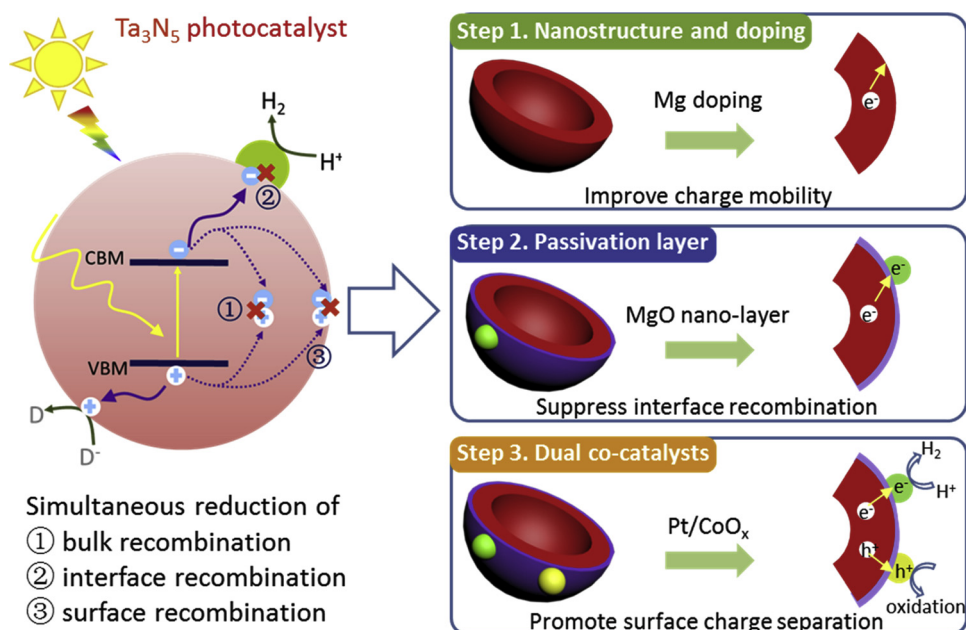 Ta₃N₅ photocatalyst
H₂
H⁺
②
CBM
①
VBM
③
D
D⁻
Simultaneous reduction of
① bulk recombination
② interface recombination
③ surface recombination
Step 1. Nanostructure and doping
Mg doping
e⁻
Improve charge mobility
Step 2. Passivation layer
e⁻
MgO nano-layer
e⁻
Suppress interface recombination
Step 3. Dual co-catalysts
H₂
e⁻
H⁺
e⁻
Pt/CoOₓ
h⁺
h⁺
oxidation
Promote surface charge separation